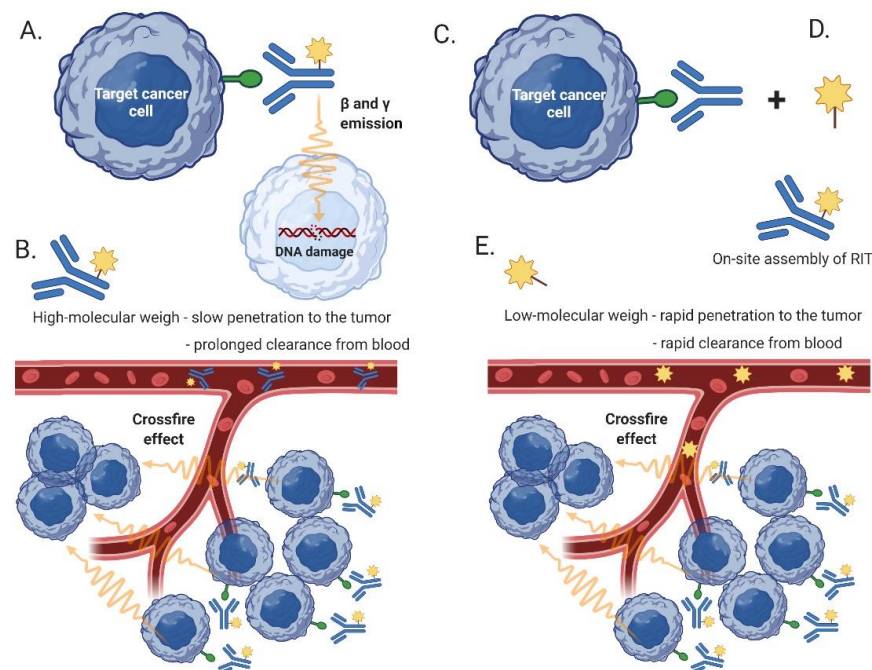 A.
Target cancer
cell
β and γ
emission
DNA damage
B.
High-molecular weigh - slow penetration to the tumor
- prolonged clearance from blood
Crossfire
effect
C.
Target cancer
cell
+
D.
On-site assembly of RIT
E.
Low-molecular weigh - rapid penetration to the tumor
- rapid clearance from blood
Crossfire
effect